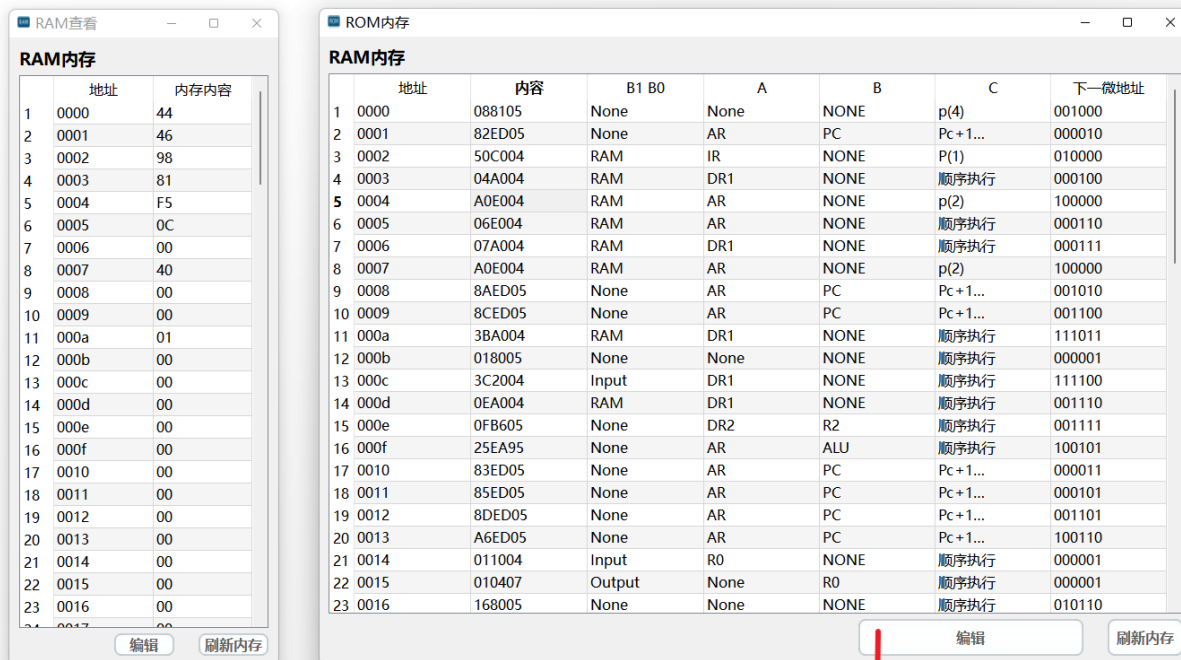 RAM查看
RAM内存
地址 内存内容
1 0000 44
2 0001 46
3 0002 98
4 0003 81
5 0004 F5
6 0005 0C
7 0006 00
8 0007 40
9 0008 00
10 0009 00
11 000a 01
12 000b 00
13 000c 00
14 000d 00
15 000e 00
16 000f 00
17 0010 00
18 0011 00
19 0012 00
20 0013 00
21 0014 00
22 0015 00
23 0016 00
编辑 刷新内存
ROM内存
RAM内存
地址 内容 B1 B0 A B C 下一微地址
1 0000 088105 None None NONE p(4) 001000
2 0001 82ED05 None AR PC Pc+1... 000010
3 0002 50C004 RAM IR NONE P(1) 010000
4 0003 04A004 RAM DR1 NONE 顺序执行 000100
5 0004 A0E004 RAM AR NONE p(2) 100000
6 0005 06E004 RAM AR NONE 顺序执行 000110
7 0006 07A004 RAM DR1 NONE 顺序执行 000111
8 0007 A0E004 RAM AR NONE p(2) 100000
9 0008 8AED05 None AR PC Pc+1... 001010
10 0009 8CED05 None AR PC Pc+1... 001100
11 000a 3BA004 RAM DR1 NONE 顺序执行 111011
12 000b 018005 None None NONE 顺序执行 000001
13 000c 3C2004 Input DR1 NONE 顺序执行 111100
14 000d 0EA004 RAM DR1 NONE 顺序执行 001110
15 000e 0FB605 None DR2 R2 顺序执行 001111
16 000f 25EA95 None AR ALU 顺序执行 100101
17 0010 83ED05 None AR PC Pc+1... 000011
18 0011 85ED05 None AR PC Pc+1... 000101
19 0012 8DED05 None AR PC Pc+1... 001101
20 0013 A6ED05 None AR PC Pc+1... 100110
21 0014 011004 Input R0 NONE 顺序执行 000001
22 0015 010407 Output None R0 顺序执行 000001
23 0016 168005 None None NONE 顺序执行 010110
编辑 刷新内存